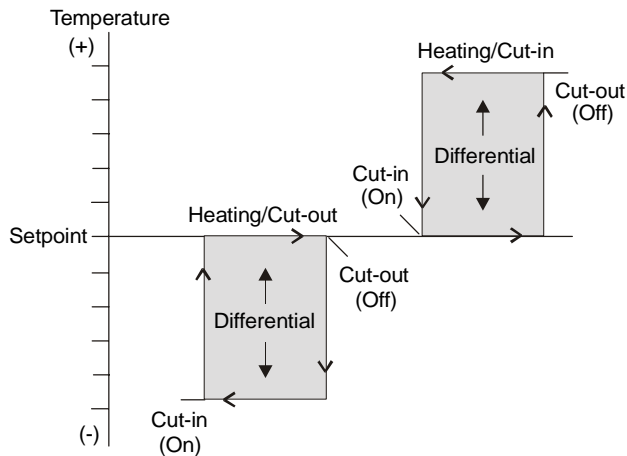 Temperature
(+)
Heating/Cut-in
Cut-out
(Off)
Differential
Cut-in
(On)
Heating/Cut-out
Setpoint
Cut-out
(Off)
Differential
Cut-in
(On)
(-)